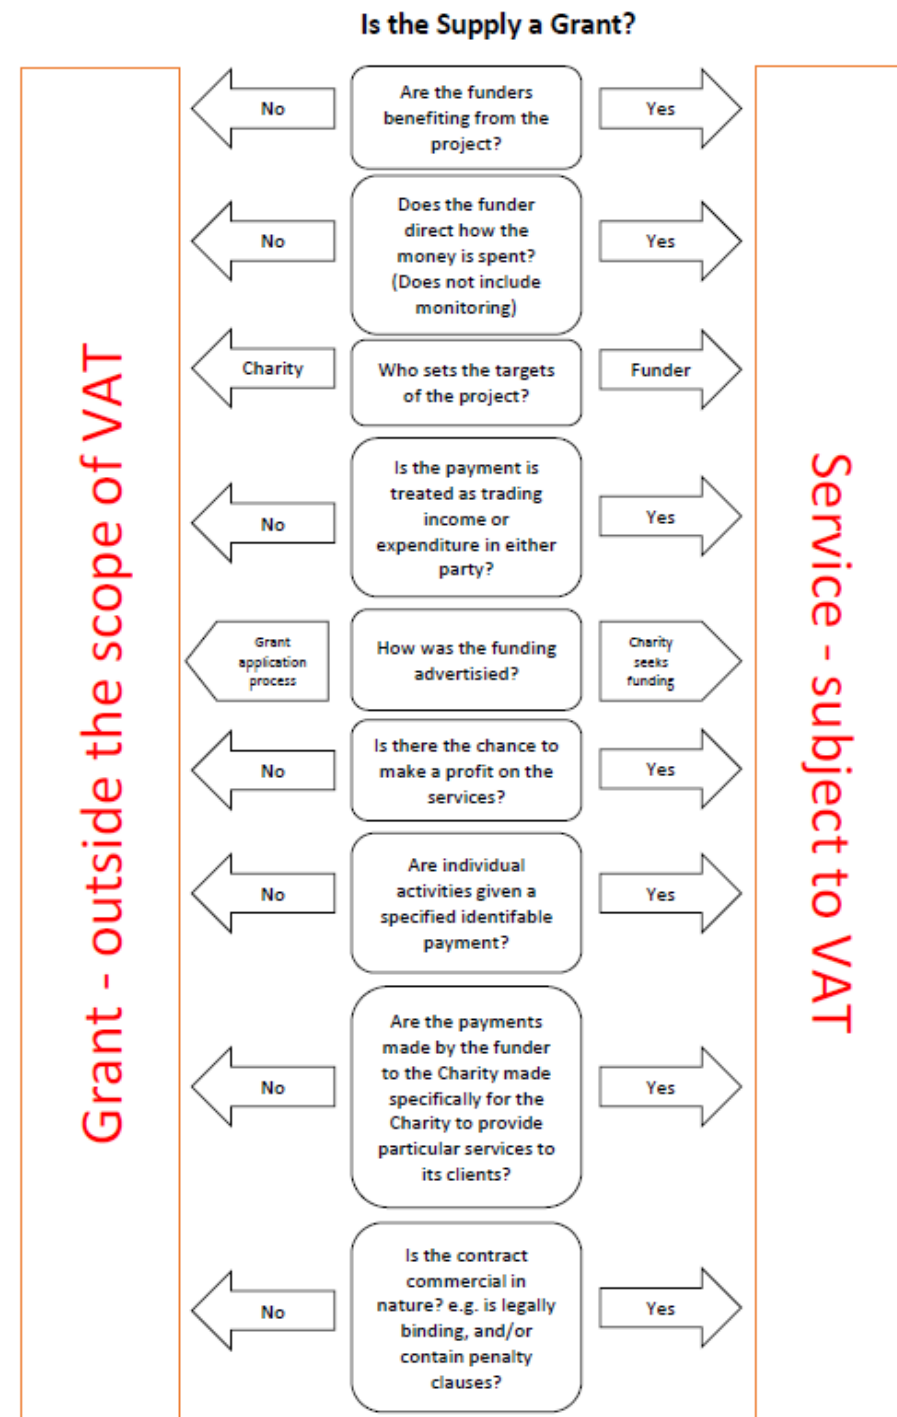 Is the Supply a Grant?
Grant - outside the scope of VAT
No
Are the funders
benefiting from the
project?
Yes
No
Does the funder
direct how the
money is spent?
(Does not include
monitoring)
Yes
Charity
Who sets the targets
of the project?
Funder
No
Is the payment is
treated as trading
income or
expenditure in either
party?
Yes
Grant
application
process
How was the funding
advertisied?
Charity
seeks
funding
No
Is there the chance to
make a profit on the
services?
Yes
No
Are individual
activities given a
specified identifable
payment?
Yes
No
Are the payments
made by the funder
to the Charity made
specifically for the
Charity to provide
particular services to
its clients?
Yes
No
Is the contract
commercial in
nature? e.g. is legally
binding, and/or
contain penalty
clauses?
Yes
Service - subject to VAT